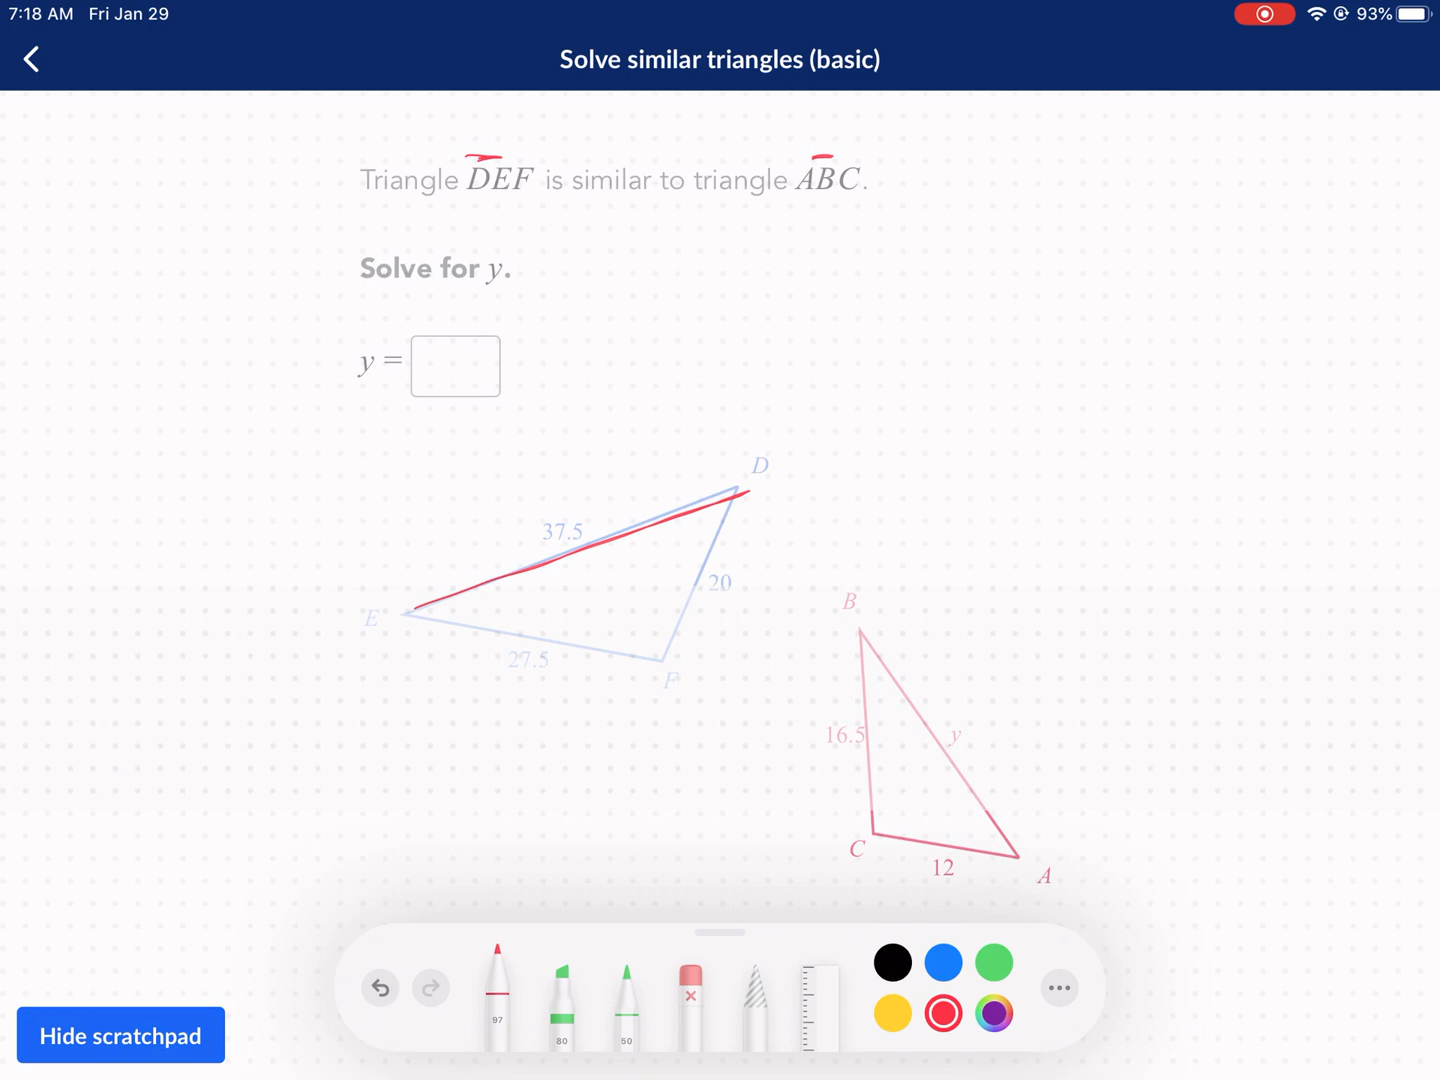 7:18 AM Fri Jan 29 93%
Solve similar triangles (basic)
Triangle DEF is similar to triangle ABC.
Solve for y.
y =
D
37.5
20
E
27.5
F
B
16.5
y
C
12
A
97
80
50
Hide scratchpad